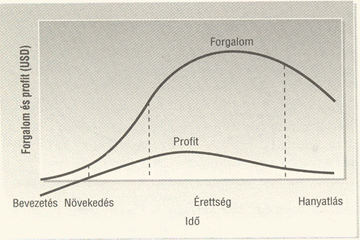 Forgalom és profit (USD)
Forgalom
Profit
Bevezetés Növekedés Érettség Hanyatlás
Idő